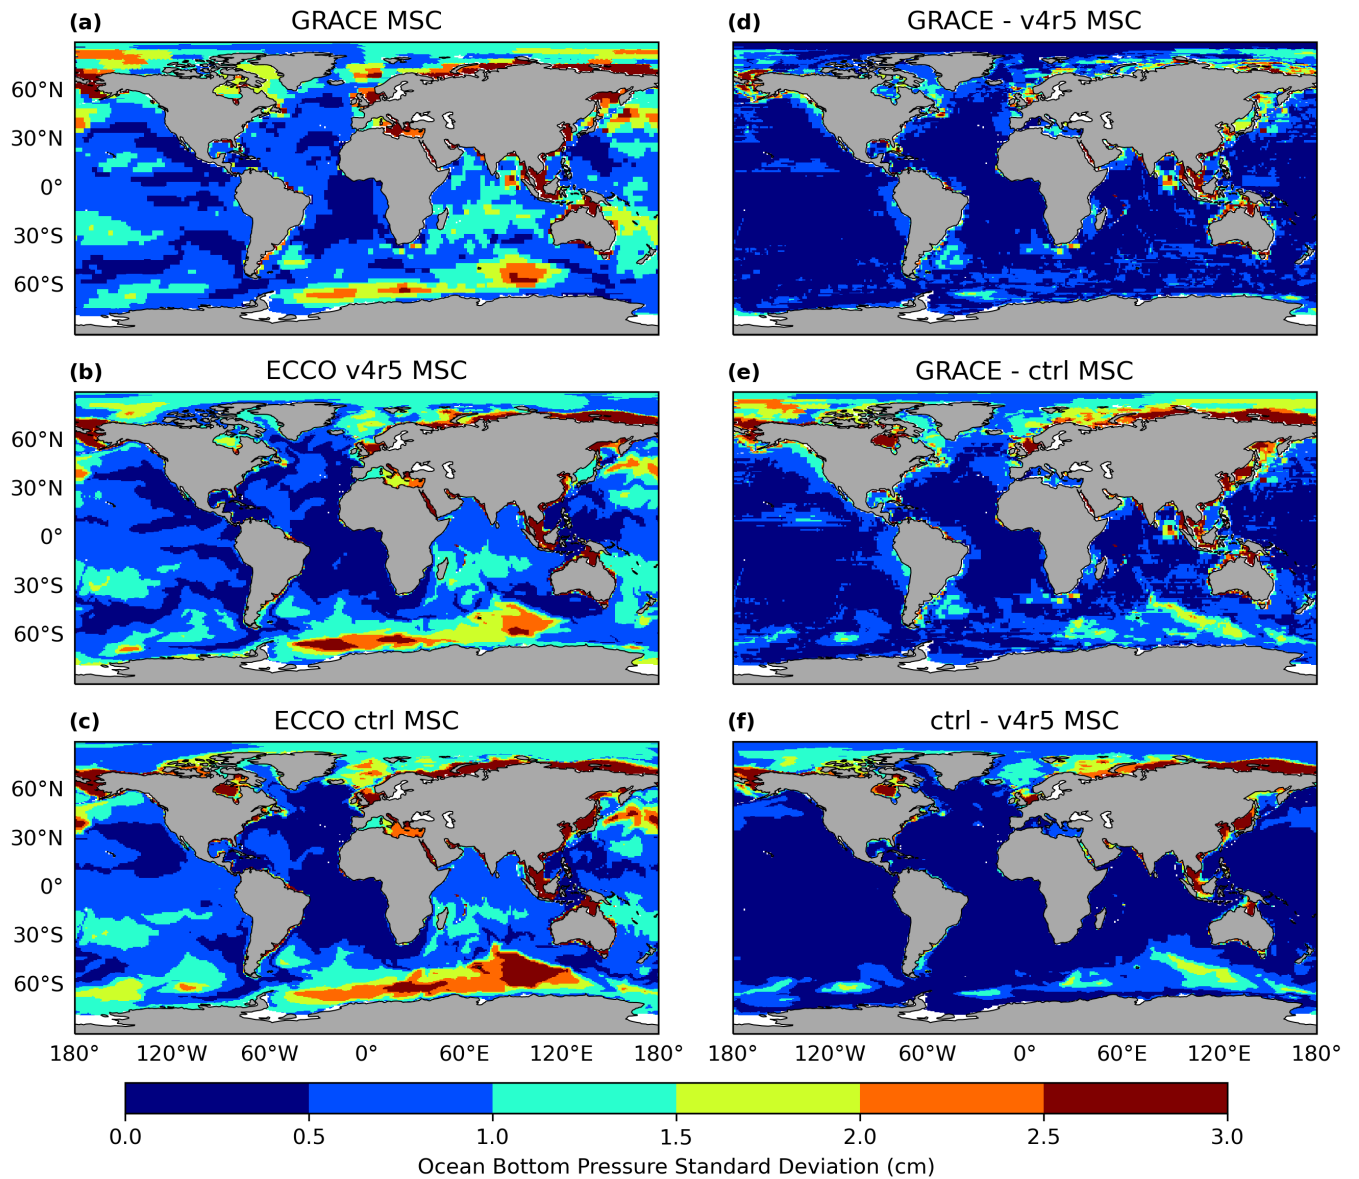 (a) GRACE MSC
(d) GRACE - v4r5 MSC
60°N
30°N
0°
30°S
60°S
(b) ECCO v4r5 MSC
(e) GRACE - ctrl MSC
60°N
30°N
0°
30°S
60°S
(c) ECCO ctrl MSC
(f) ctrl - v4r5 MSC
60°N
30°N
0°
30°S
60°S
180° 120°W 60°W 0° 60°E 120°E 180° 180° 120°W 60°W 0° 60°E 120°E 180°
0.0 0.5 1.0 1.5 2.0 2.5 3.0
Ocean Bottom Pressure Standard Deviation (cm)